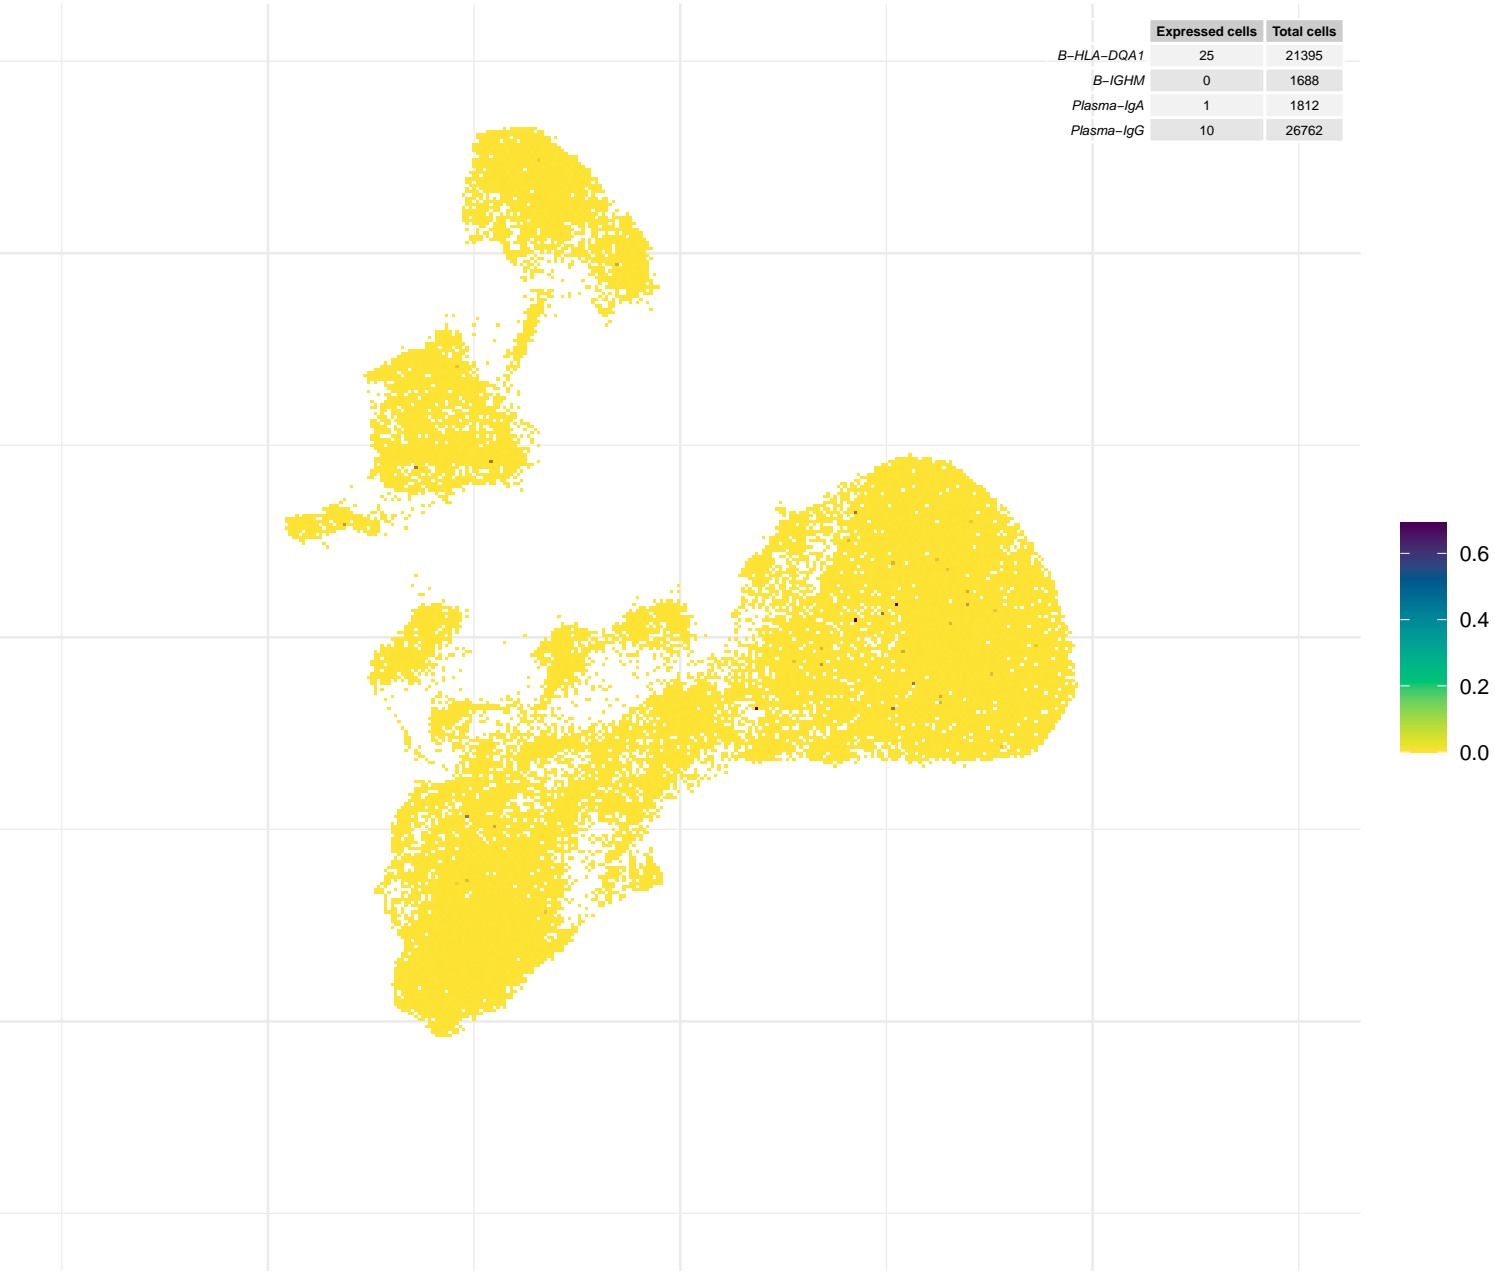 Expressed cells Total cells
B−HLA−DQA1 25 21395
B−IGHM 0 1688
Plasma−IgA 1 1812
Plasma−IgG 10 26762
0.6
0.4
0.2
0.0